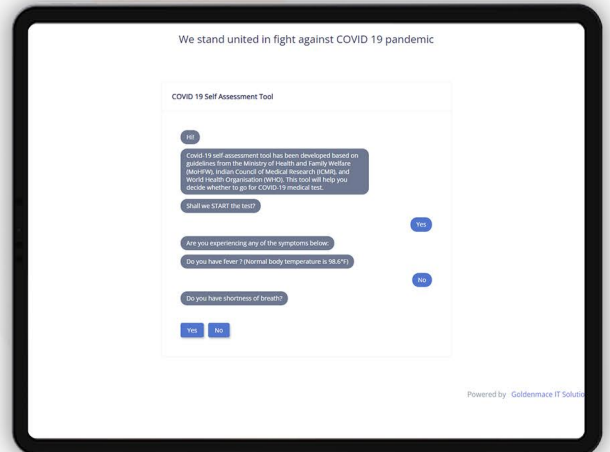 We stand united in fight against COVID 19 pandemic
COVID 19 Self Assessment Tool
Hi!
Covid-19 self-assessment tool has been developed based on
guidelines from the Ministry of Health and Family Welfare
(MoHFW), Indian Council of Medical Research (ICMR), and
World Health Organisation (WHO). This tool will help you
decide whether to go for COVID-19 medical test.
Shall we START the test?
Yes
Are you experiencing any of the symptoms below:
Do you have fever ? (Normal body temperature is 98.6°F)
No
Do you have shortness of breath?
Yes No
Powered by Goldenmace IT Solutio